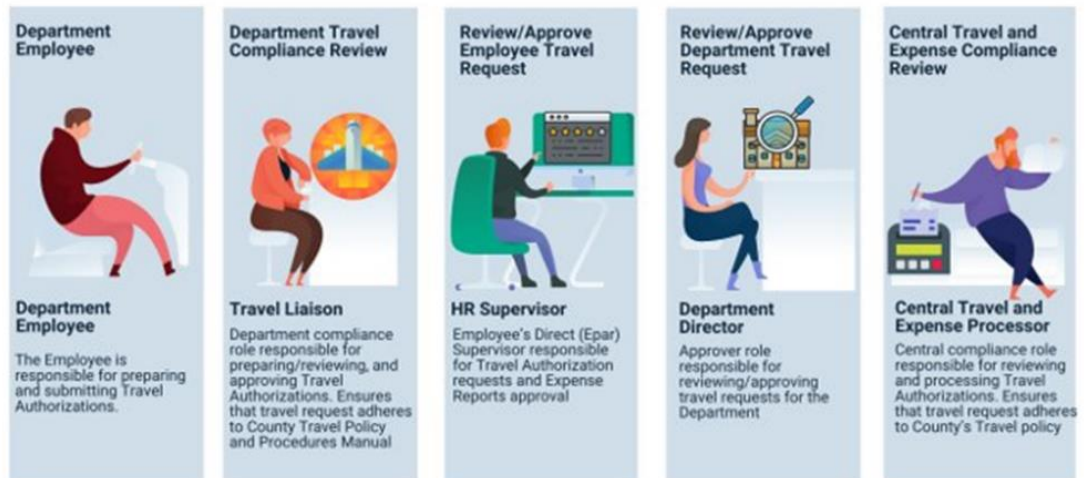 Department
Employee
Department
Employee
The Employee is
responsible for preparing
and submitting Travel
Authorizations.
Department Travel
Compliance Review
Travel Liaison
Department compliance
role responsible for
preparing/reviewing, and
approving Travel
Authorizations. Ensures
that travel request adheres
to County Travel Policy
and Procedures Manual
Review/Approve
Employee Travel
Request
HR Supervisor
Employee's Direct (Epar)
Supervisor responsible
for Travel Authorization
requests and Expense
Reports approval
Review/Approve
Department Travel
Request
Department
Director
Approver role
responsible for
reviewing/approving
travel requests for the
Department
Central Travel and
Expense Compliance
Review
Central Travel and
Expense Processor
Central compliance role
responsible for reviewing
and processing Travel
Authorizations. Ensures
that travel request adheres
to County's Travel policy